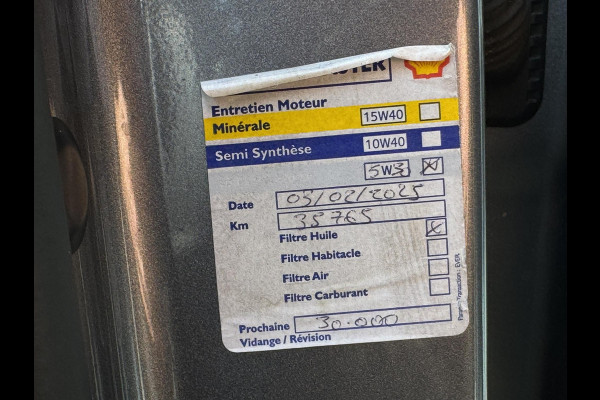 STER
Entretien Moteur
Minérale 15W40
Semi Synthèse 10W40
5W3
Date 03/02/2025
Km 35765
Filtre Huile
Filtre Habitacle
Filtre Air
Filtre Carburant
Prochaine 30.000
Vidange / Révision